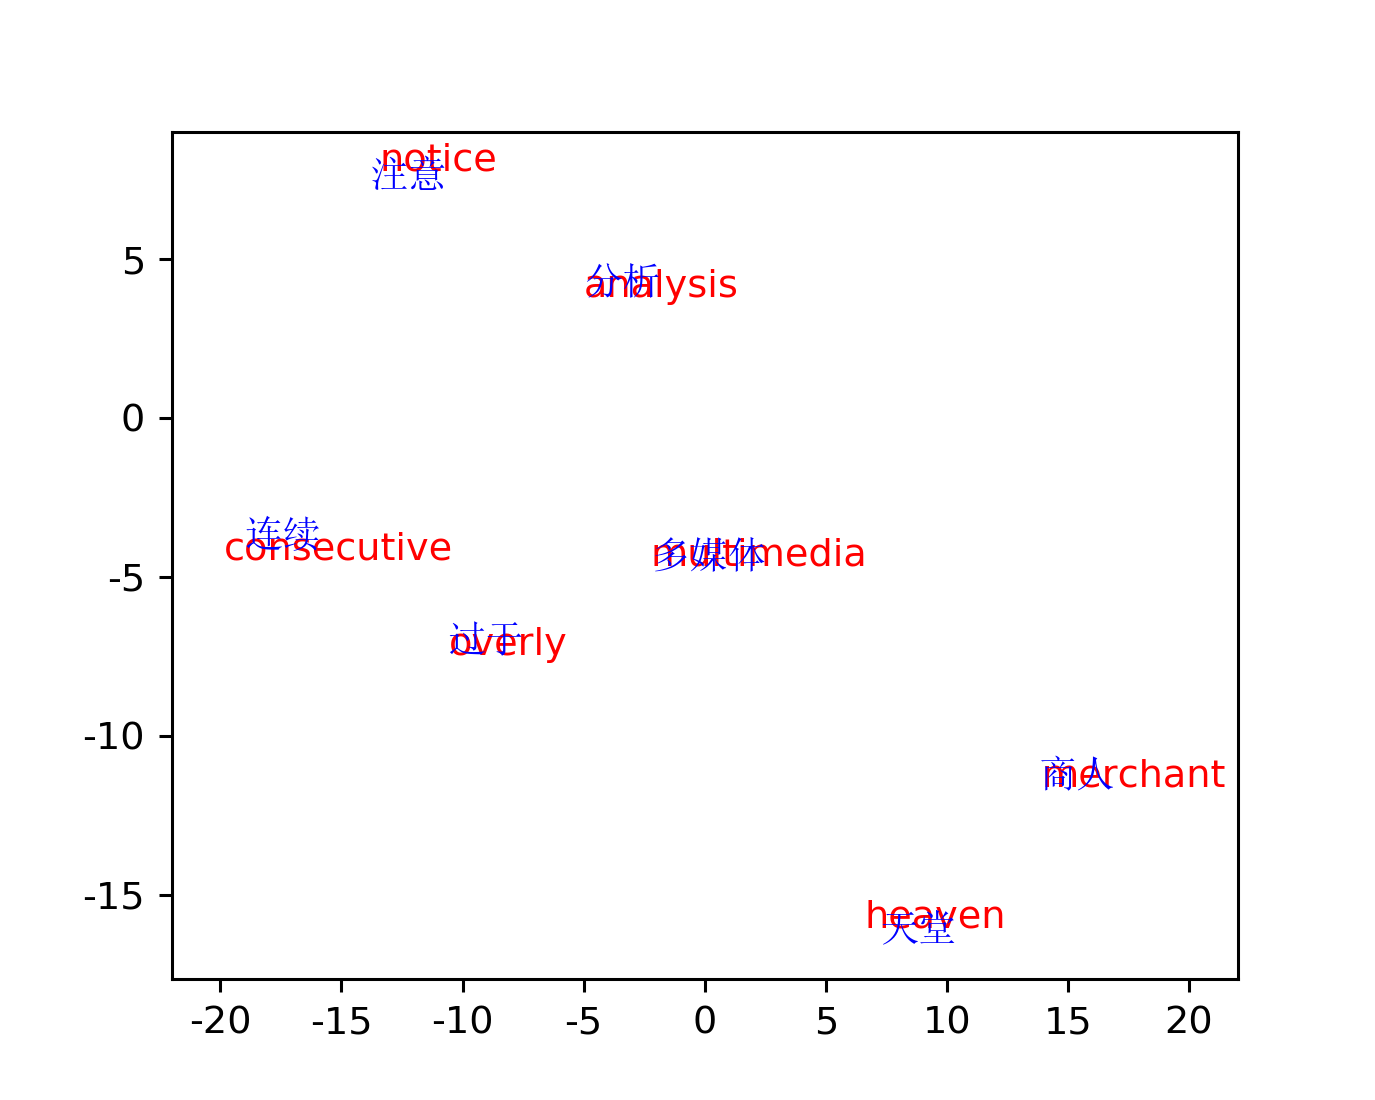 notice
注意
分析
analysis
5
0
连续
consecutive
多媒体
multimedia
-5
过于
overly
-10
商人
merchant
-15
heaven
天堂
-20 -15 -10 -5 0 5 10 15 20